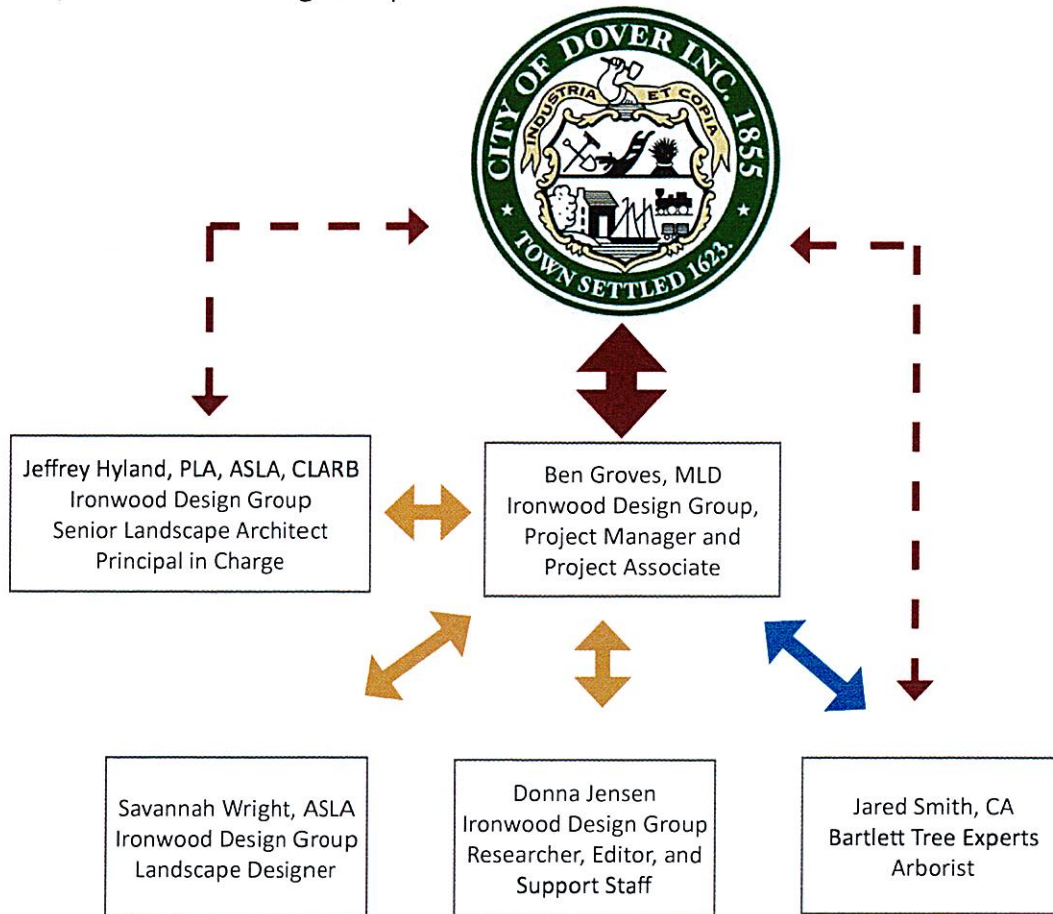 CITY OF DOVER INC. 1855
INDUSTRIA ET COPIA
★ TOWN SETTLED 1623. ★
Jeffrey Hyland, PLA, ASLA, CLARB
Ironwood Design Group
Senior Landscape Architect
Principal in Charge
Ben Groves, MLD
Ironwood Design Group,
Project Manager and
Project Associate
Savannah Wright, ASLA
Ironwood Design Group
Landscape Designer
Donna Jensen
Ironwood Design Group
Researcher, Editor, and
Support Staff
Jared Smith, CA
Bartlett Tree Experts
Arborist